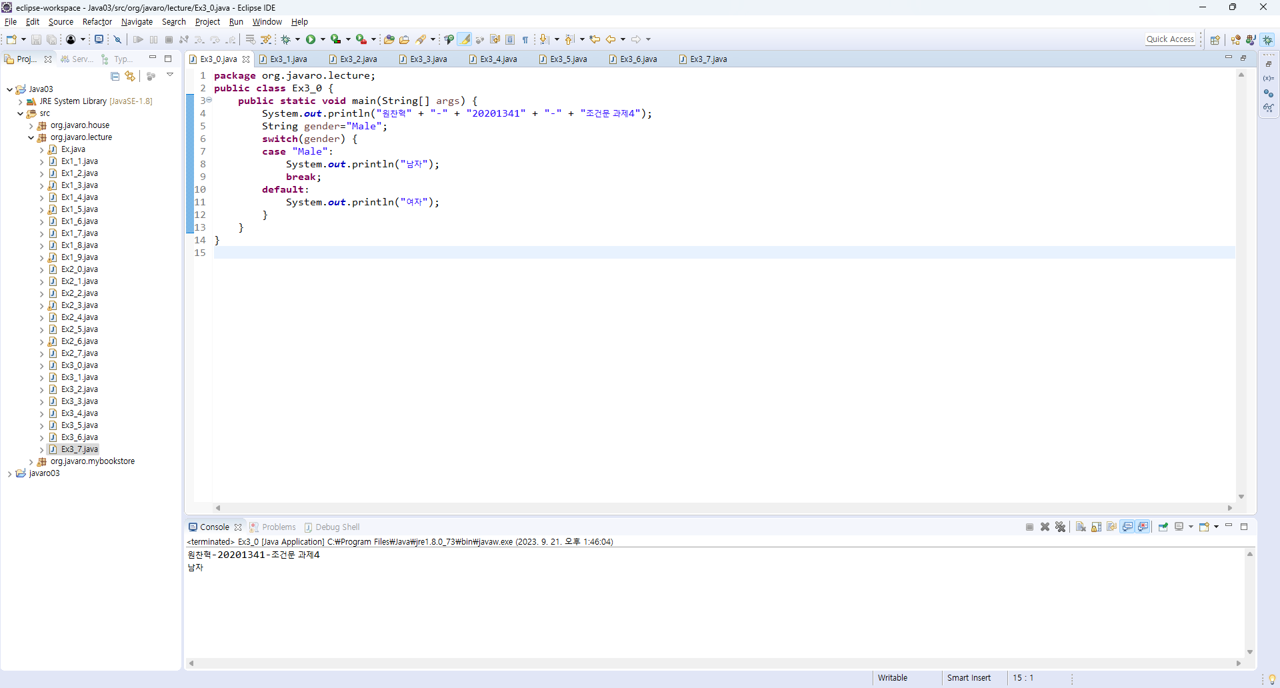 eclipse-workspace - Java03/src/org/javaro/lecture/Ex3_0.java - Eclipse IDE
File Edit Source Refactor Navigate Search Project Run Window Help
Quick Access
Proj... Serv... Typ...
Java03
JRE System Library [JavaSE-1.8]
src
org.javaro.house
org.javaro.lecture
Ex.java
Ex1_1.java
Ex1_2.java
Ex1_3.java
Ex1_4.java
Ex1_5.java
Ex1_6.java
Ex1_7.java
Ex1_8.java
Ex1_9.java
Ex2_0.java
Ex2_1.java
Ex2_2.java
Ex2_3.java
Ex2_4.java
Ex2_5.java
Ex2_6.java
Ex2_7.java
Ex3_0.java
Ex3_1.java
Ex3_2.java
Ex3_3.java
Ex3_4.java
Ex3_5.java
Ex3_6.java
Ex3_7.java
org.javaro.mybookstore
javaro03
Ex3_0.java Ex3_1.java Ex3_2.java Ex3_3.java Ex3_4.java Ex3_5.java Ex3_6.java Ex3_7.java
1 package org.javaro.lecture;
2 public class Ex3_0 {
3 public static void main(String[] args) {
4 System.out.println("원찬혁" + "-" + "20201341" + "-" + "조건문 과제4");
5 String gender="Male";
6 switch(gender) {
7 case "Male":
8 System.out.println("남자");
9 break;
10 default:
11 System.out.println("여자");
12 }
13 }
14 }
15
Console Problems Debug Shell
<terminated> Ex3_0 [Java Application] C:₩Program Files₩Java₩jre1.8.0_73₩bin₩javaw.exe (2023. 9. 21. 오후 1:46:04)
원찬혁-20201341-조건문 과제4
남자
Writable Smart Insert 15 : 1